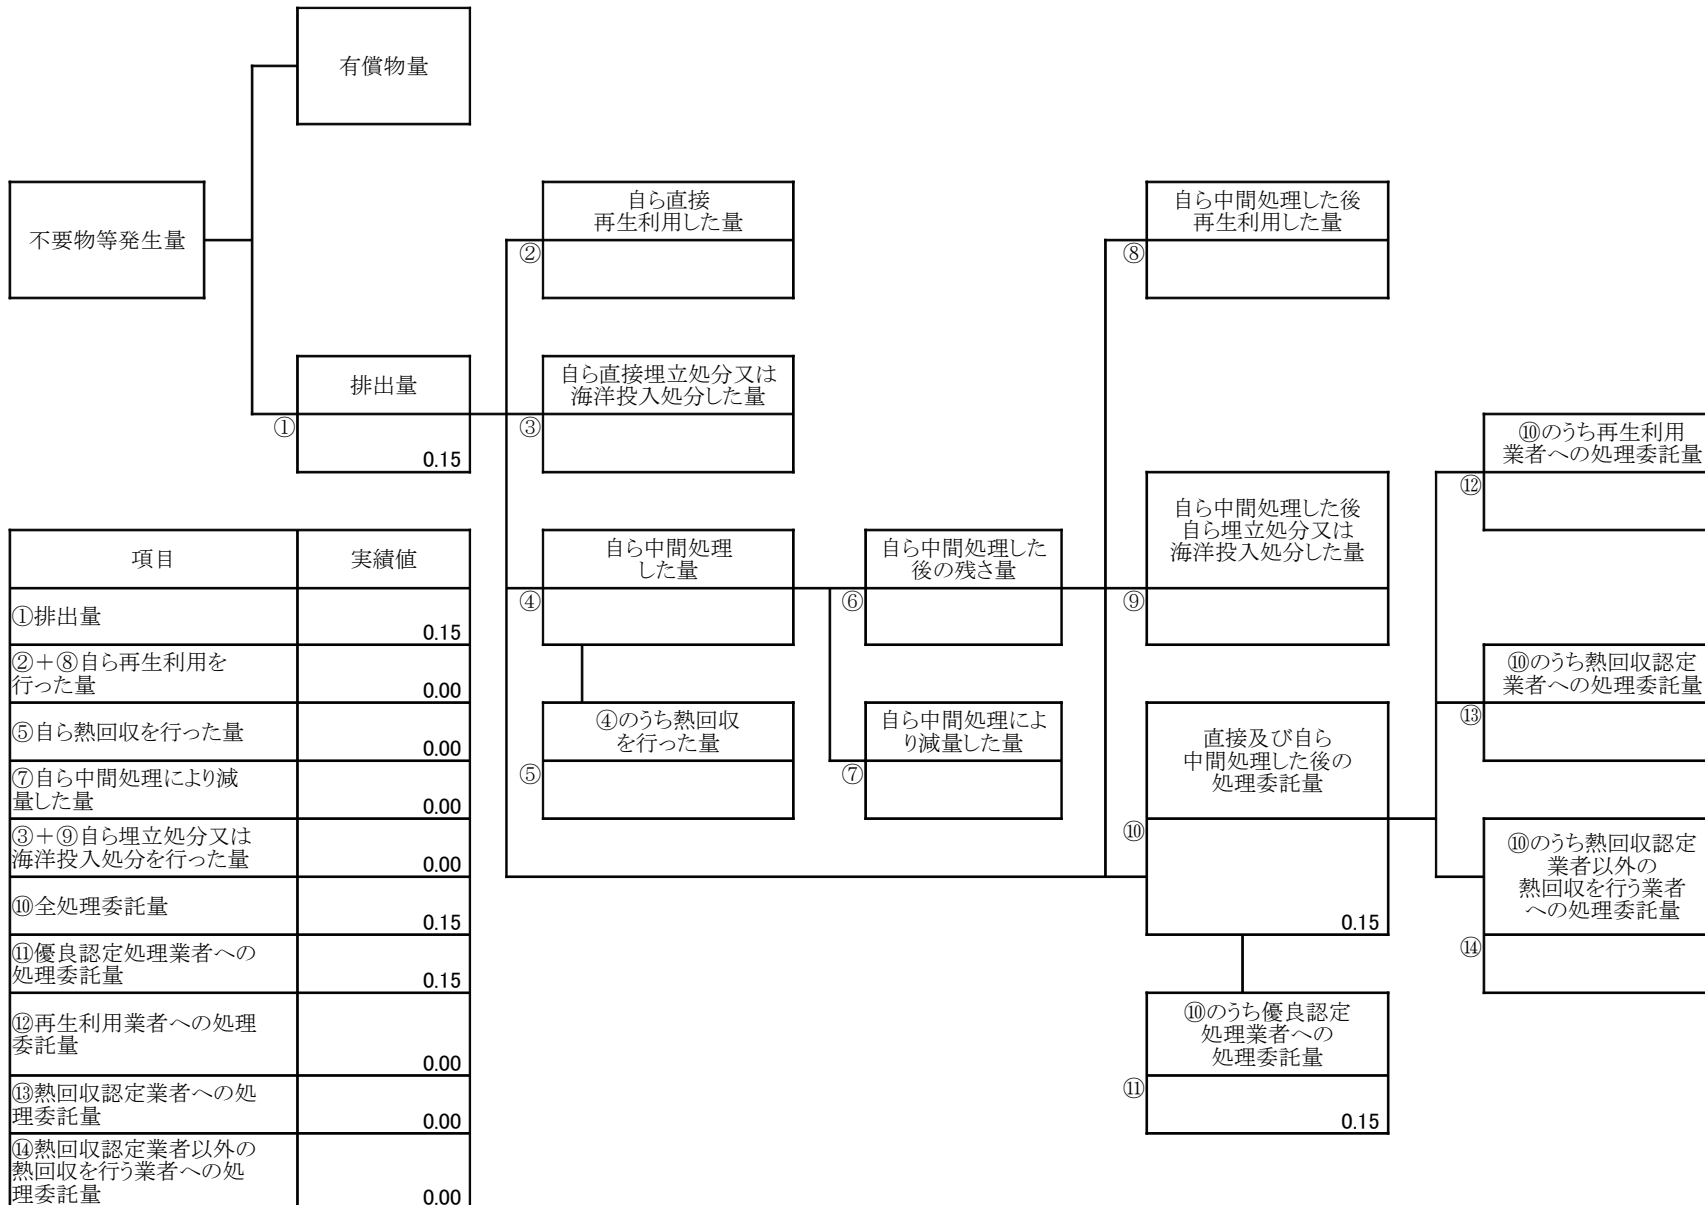 有償物量
不要物等発生量
自ら直接
再生利用した量
②
自ら中間処理した後
再生利用した量
⑧
排出量
①
0.15
自ら直接埋立処分又は
海洋投入処分した量
③
⑩のうち再生利用
業者への処理委託量
⑫
自ら中間処理
した量
④
自ら中間処理した
後の残さ量
⑥
自ら中間処理した後
自ら埋立処分又は
海洋投入処分した量
⑨
⑩のうち熱回収認定
業者への処理委託量
⑬
④のうち熱回収
を行った量
⑤
自ら中間処理によ
り減量した量
⑦
直接及び自ら
中間処理した後の
処理委託量
⑩
0.15
⑩のうち熱回収認定
業者以外の
熱回収を行う業者
への処理委託量
⑭
⑩のうち優良認定
処理業者への
処理委託量
⑪
0.15
項目 実績値
①排出量
0.15
②＋⑧自ら再生利用を
行った量
0.00
⑤自ら熱回収を行った量
0.00
⑦自ら中間処理により減
量した量
0.00
③＋⑨自ら埋立処分又は
海洋投入処分を行った量
0.00
⑩全処理委託量
0.15
⑪優良認定処理業者への
処理委託量
0.15
⑫再生利用業者への処理
委託量
0.00
⑬熱回収認定業者への処
理委託量
0.00
⑭熱回収認定業者以外の
熱回収を行う業者への処
理委託量
0.00